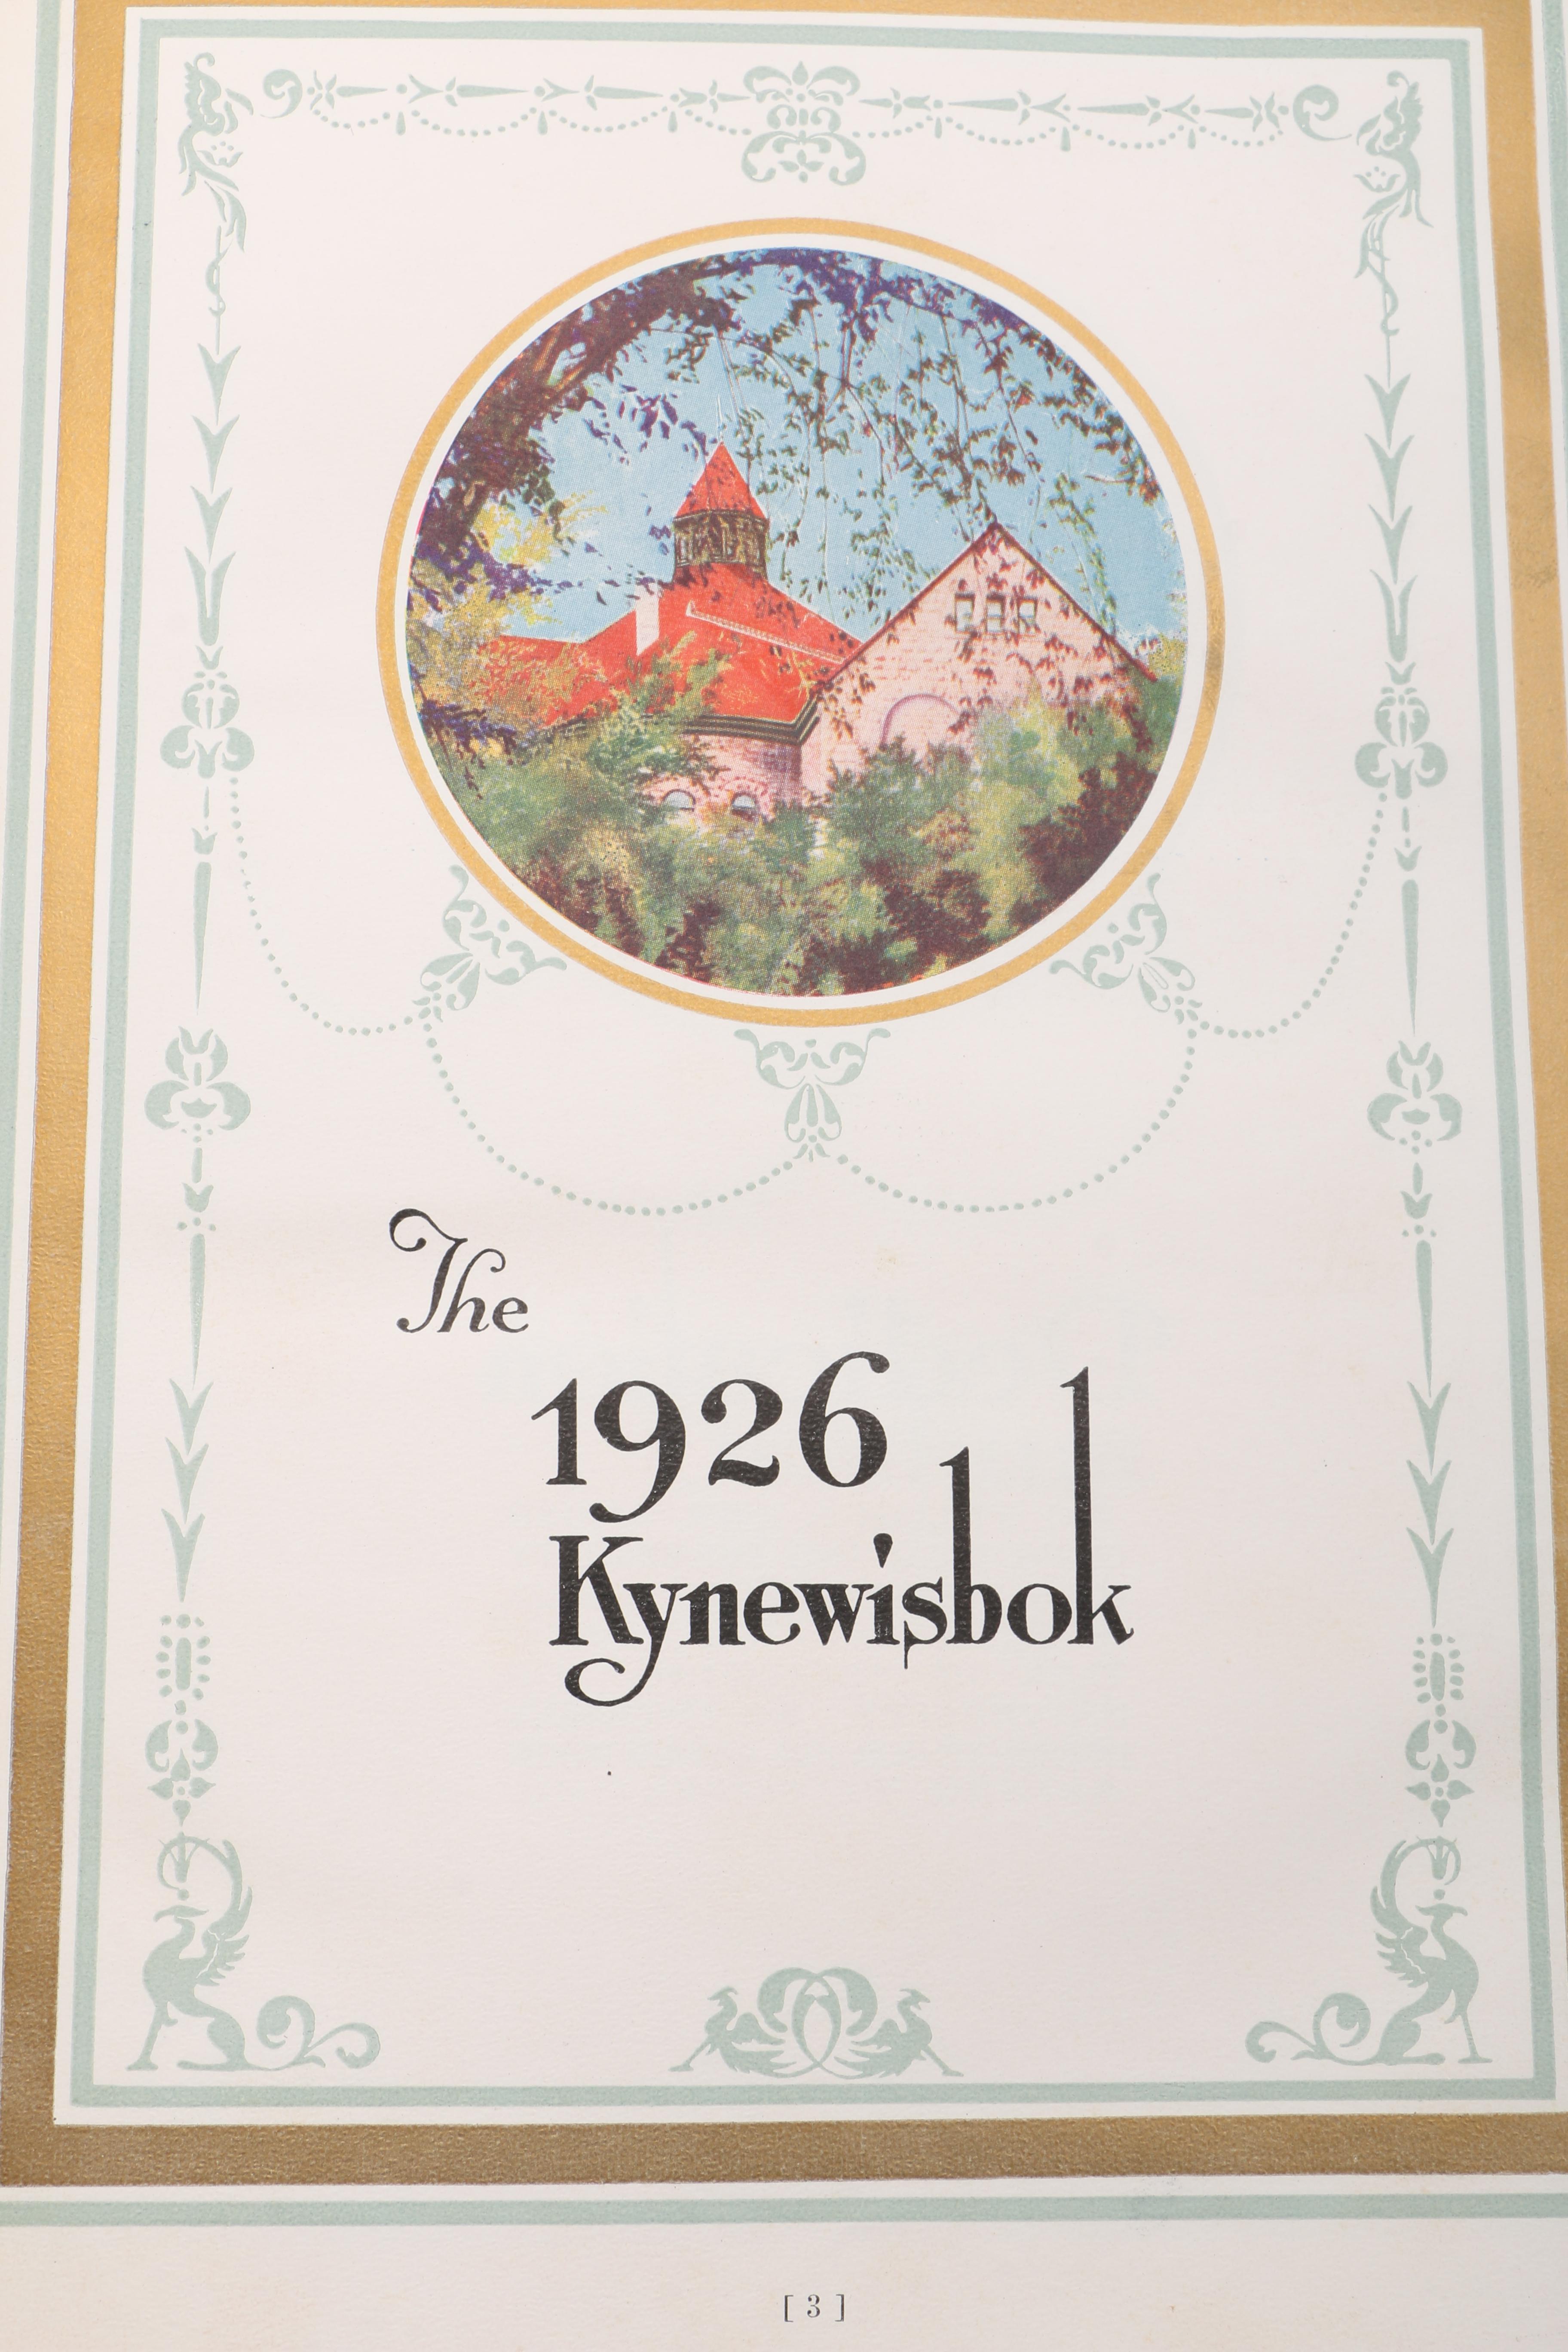 The
1926
Kynewisbok
[ 3 ]